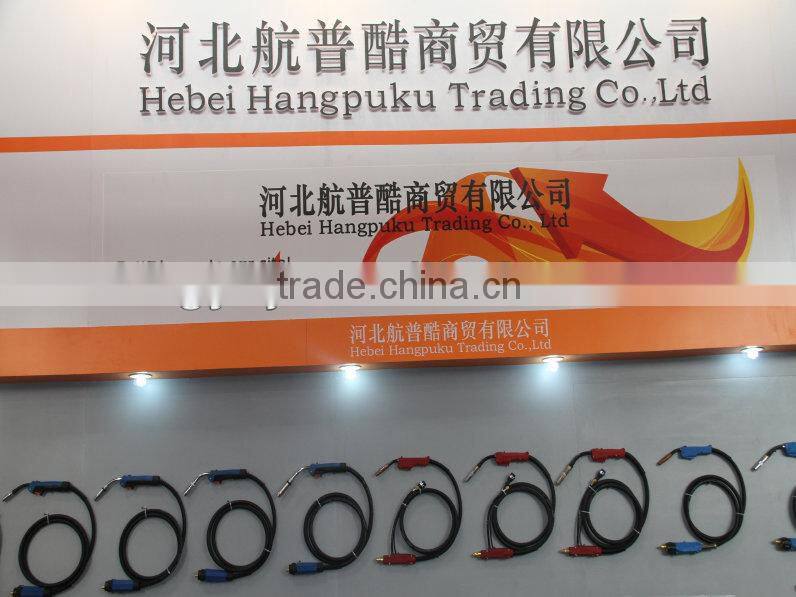 河北航普酷商贸有限公司
Hebei Hangpuku Trading Co.,Ltd
河北航普酷商贸有限公司
Hebei Hangpuku Trading Co., Ltd
trade.china.cn
河北航普酷商贸有限公司
Hebei Hangpuku Trading Co.,Ltd